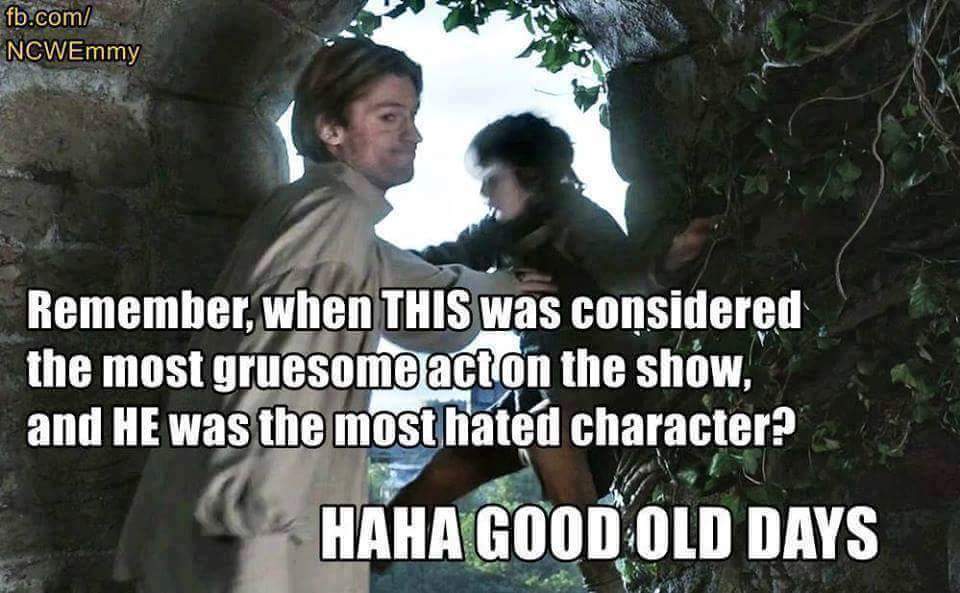 fb.com/
NCWEmmy
Remember, when THIS was considered
the most gruesome act on the show,
and HE was the most hated character?
HAHA GOOD OLD DAYS